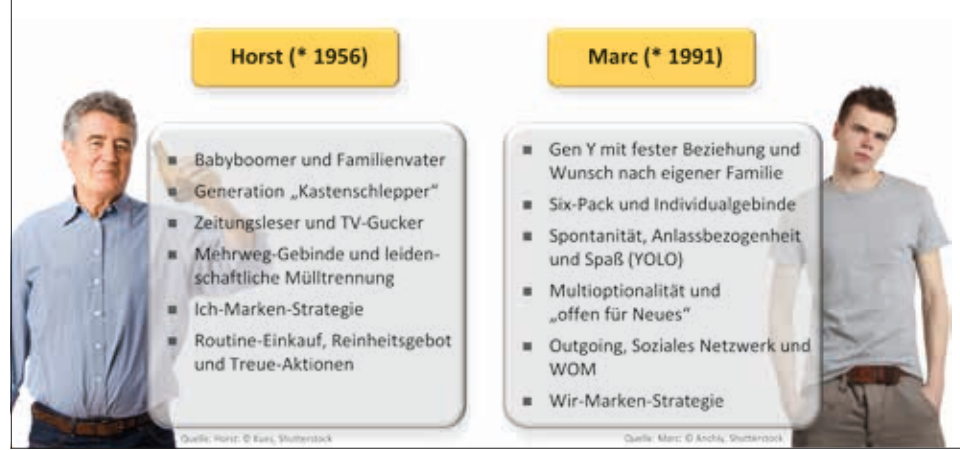 Horst (* 1956)
Babyboomer und Familienvater
Generation „Kastenschlepper“
Zeitungsleser und TV-Gucker
Mehrweg-Gebinde und leiden-
schaftliche Mülltrennung
Ich-Marken-Strategie
Routine-Einkauf, Reinheitsgebot
und Treue-Aktionen
Quelle: Horst: © Kues, Shutterstock
Marc (* 1991)
Gen Y mit fester Beziehung und
Wunsch nach eigener Familie
Six-Pack und Individualgebinde
Spontanität, Anlassbezogenheit
und Spaß (YOLO)
Multioptionalität und
„offen für Neues“
Outgoing, Soziales Netzwerk und
WOM
Wir-Marken-Strategie
Quelle: Marc: © Anchiy, Shutterstock